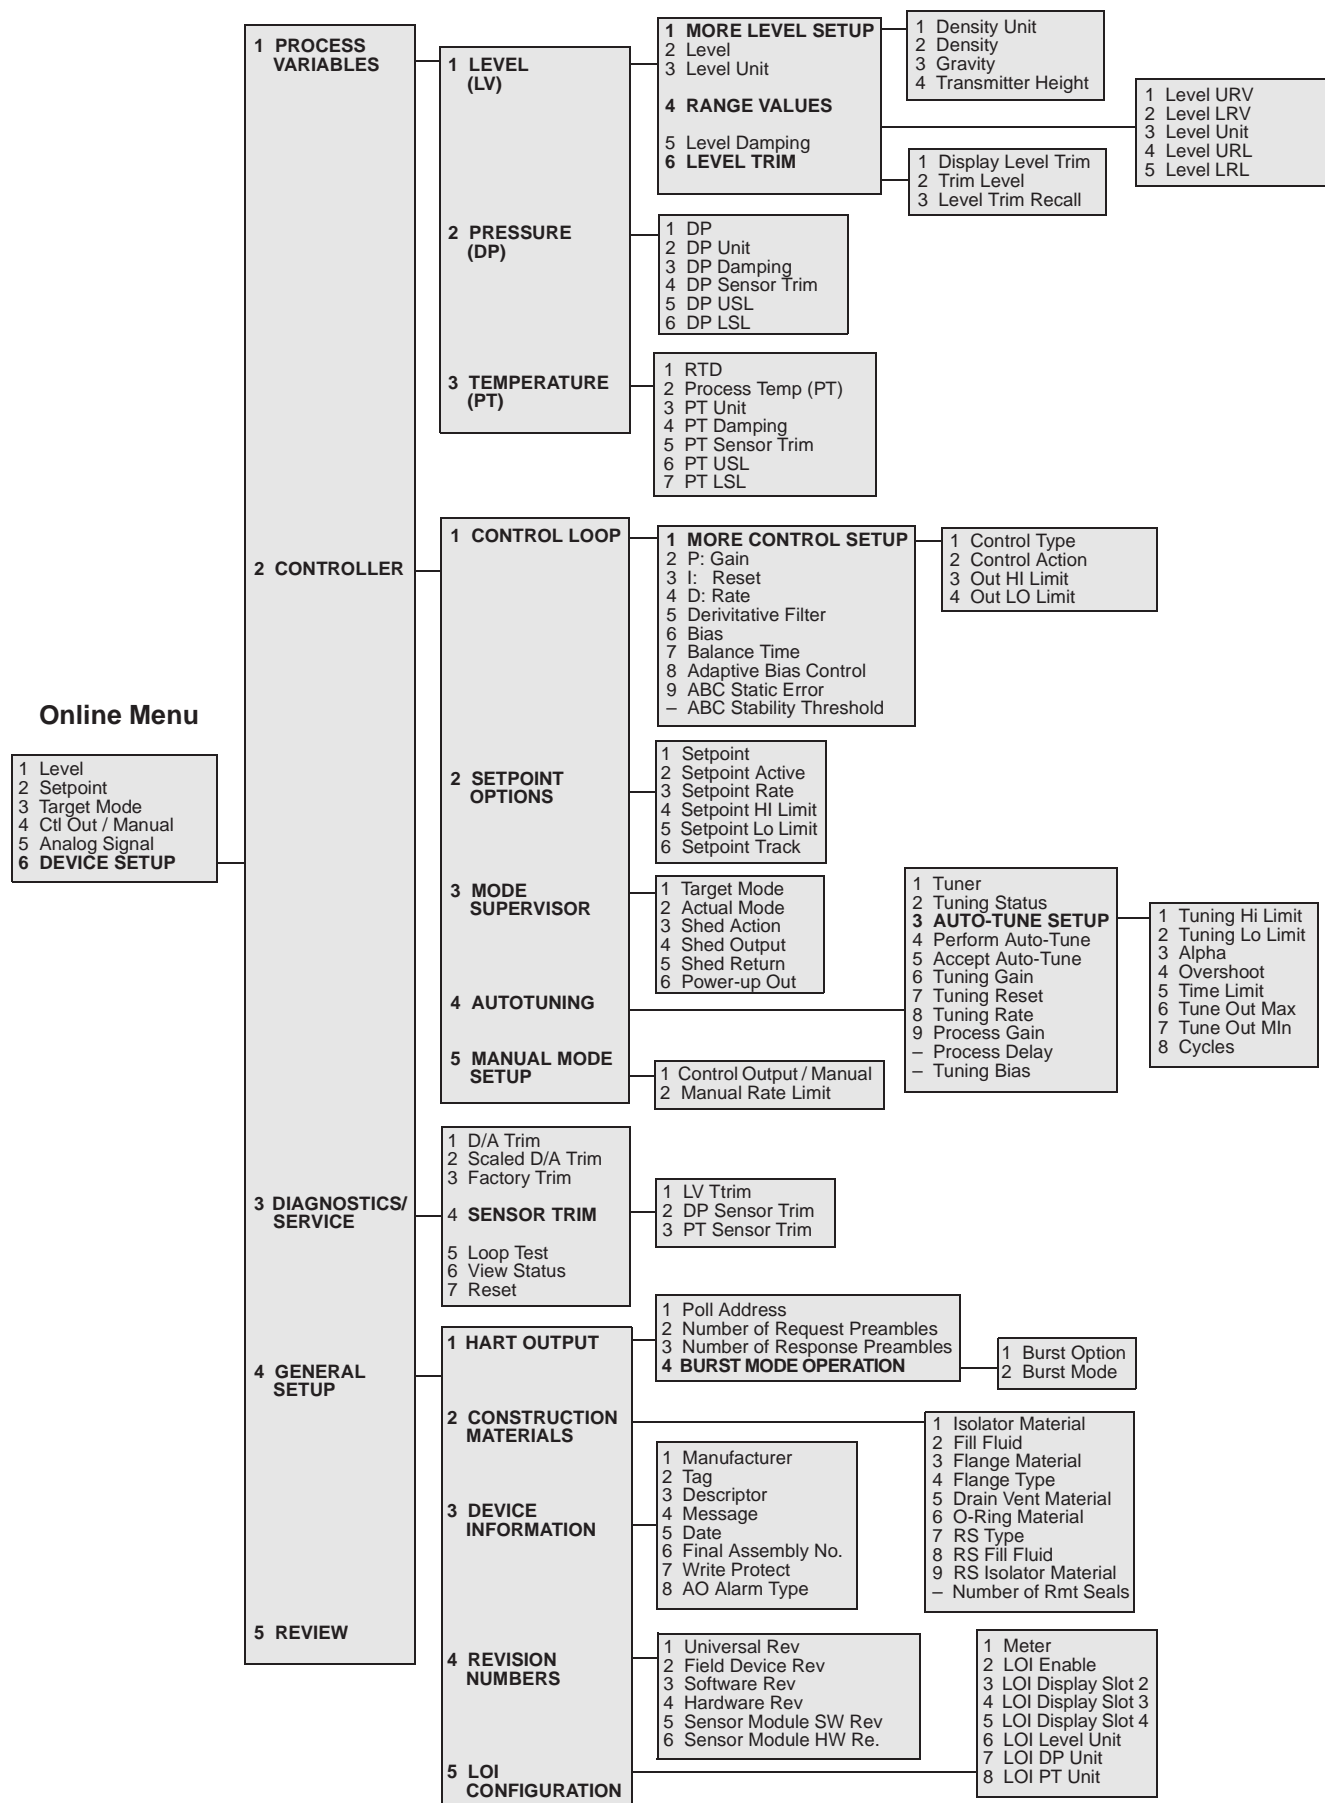 Online Menu
1 Level
2 Setpoint
3 Target Mode
4 Ctl Out / Manual
5 Analog Signal
6 DEVICE SETUP
1 PROCESS
VARIABLES
2 CONTROLLER
3 DIAGNOSTICS/
SERVICE
4 GENERAL
SETUP
5 REVIEW
1 LEVEL
(LV)
2 PRESSURE
(DP)
3 TEMPERATURE
(PT)
1 MORE LEVEL SETUP
2 Level
3 Level Unit
4 RANGE VALUES
5 Level Damping
6 LEVEL TRIM
1 Density Unit
2 Density
3 Gravity
4 Transmitter Height
1 Level URV
2 Level LRV
3 Level Unit
4 Level URL
5 Level LRL
1 Display Level Trim
2 Trim Level
3 Level Trim Recall
1 DP
2 DP Unit
3 DP Damping
4 DP Sensor Trim
5 DP USL
6 DP LSL
1 RTD
2 Process Temp (PT)
3 PT Unit
4 PT Damping
5 PT Sensor Trim
6 PT USL
7 PT LSL
1 CONTROL LOOP
2 SETPOINT
OPTIONS
3 MODE
SUPERVISOR
4 AUTOTUNING
5 MANUAL MODE
SETUP
1 MORE CONTROL SETUP
2 P: Gain
3 I: Reset
4 D: Rate
5 Derivitative Filter
6 Bias
7 Balance Time
8 Adaptive Bias Control
9 ABC Static Error
– ABC Stability Threshold
1 Control Type
2 Control Action
3 Out HI Limit
4 Out LO Limit
1 Setpoint
2 Setpoint Active
3 Setpoint Rate
4 Setpoint HI Limit
5 Setpoint Lo Limit
6 Setpoint Track
1 Target Mode
2 Actual Mode
3 Shed Action
4 Shed Output
5 Shed Return
6 Power-up Out
1 Tuner
2 Tuning Status
3 AUTO-TUNE SETUP
4 Perform Auto-Tune
5 Accept Auto-Tune
6 Tuning Gain
7 Tuning Reset
8 Tuning Rate
9 Process Gain
– Process Delay
– Tuning Bias
1 Tuning Hi Limit
2 Tuning Lo Limit
3 Alpha
4 Overshoot
5 Time Limit
6 Tune Out Max
7 Tune Out MIn
8 Cycles
1 Control Output / Manual
2 Manual Rate Limit
1 D/A Trim
2 Scaled D/A Trim
3 Factory Trim
4 SENSOR TRIM
5 Loop Test
6 View Status
7 Reset
1 LV Ttrim
2 DP Sensor Trim
3 PT Sensor Trim
1 HART OUTPUT
2 CONSTRUCTION
MATERIALS
3 DEVICE
INFORMATION
4 REVISION
NUMBERS
5 LOI
CONFIGURATION
1 Poll Address
2 Number of Request Preambles
3 Number of Response Preambles
4 BURST MODE OPERATION
1 Burst Option
2 Burst Mode
1 Isolator Material
2 Fill Fluid
3 Flange Material
4 Flange Type
5 Drain Vent Material
6 O-Ring Material
7 RS Type
8 RS Fill Fluid
9 RS Isolator Material
– Number of Rmt Seals
1 Manufacturer
2 Tag
3 Descriptor
4 Message
5 Date
6 Final Assembly No.
7 Write Protect
8 AO Alarm Type
1 Universal Rev
2 Field Device Rev
3 Software Rev
4 Hardware Rev
5 Sensor Module SW Rev
6 Sensor Module HW Re.
1 Meter
2 LOI Enable
3 LOI Display Slot 2
4 LOI Display Slot 3
5 LOI Display Slot 4
6 LOI Level Unit
7 LOI DP Unit
8 LOI PT Unit